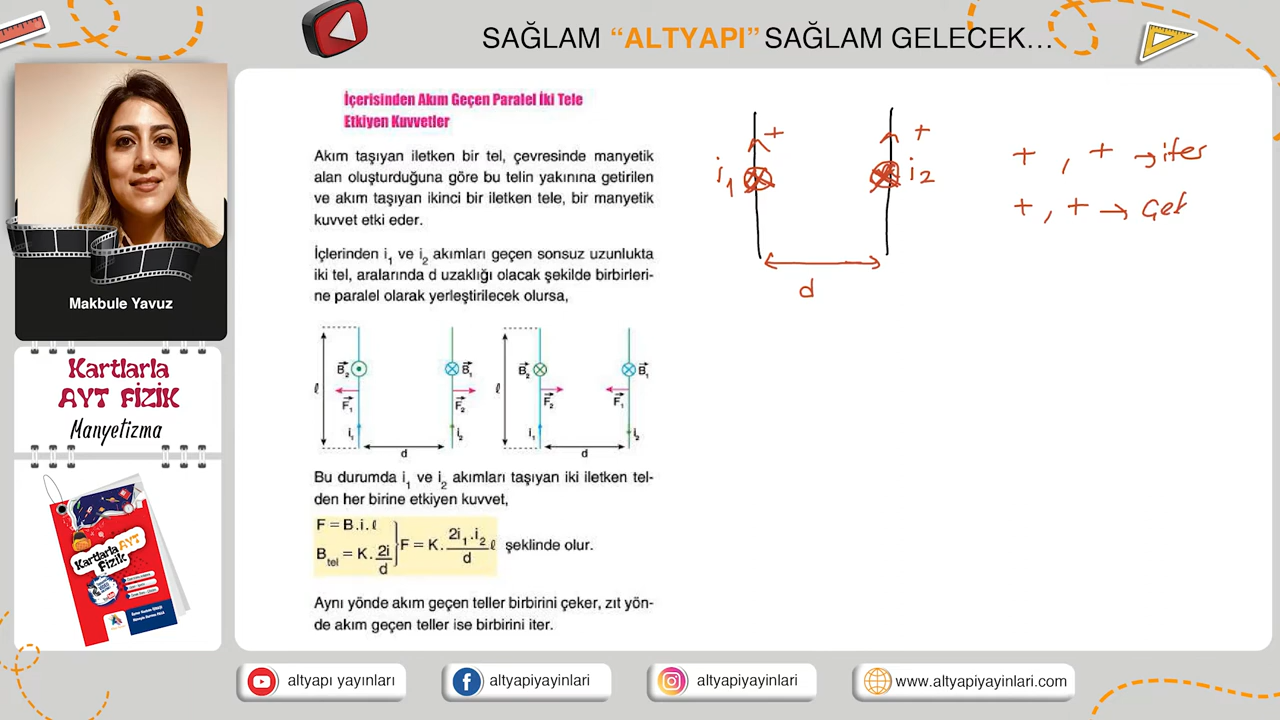 SAĞLAM “ALTYAPI” SAĞLAM GELECEK...
Makbule Yavuz
Kartlarla
AYT FİZİK
Manyetizma
Kartlarla AYT
Fizik
İçerisinden Akım Geçen Paralel İki Tele
Etkiyen Kuvvetler
Akım taşıyan iletken bir tel, çevresinde manyetik
alan oluşturduğuna göre bu telin yakınına getirilen
ve akım taşıyan ikinci bir iletken tele, bir manyetik
kuvvet etki eder.
İçlerinden i₁ ve i₂ akımları geçen sonsuz uzunlukta
iki tel, aralarında d uzaklığı olacak şekilde birbirleri-
ne paralel olarak yerleştirilecek olursa,
ℓ B₂ B₁ F₁ F₂ i₁ i₂ d
ℓ B₂ B₁ F₂ F₁ i₁ i₂ d
Bu durumda i₁ ve i₂ akımları taşıyan iki iletken tel-
den her birine etkiyen kuvvet,
F = B.i.ℓ
B_tel = K. 2i/d
F = K. 2i₁.i₂/d ℓ şeklinde olur.
Aynı yönde akım geçen teller birbirini çeker, zıt yön-
de akım geçen teller ise birbirini iter.
+ +
i₁ i₂
d
+ , + → iter
+ , + →
altyapı yayınları
altyapiyayinlari
altyapiyayinlari
www.altyapiyayinlari.com